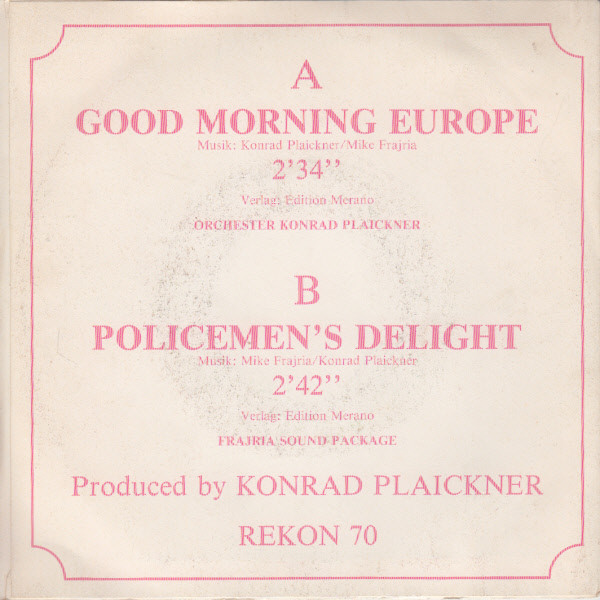 A
GOOD MORNING EUROPE
Musik: Konrad Plaickner/Mike Frajria
2’34’’
Verlag: Edition Merano
ORCHESTER KONRAD PLAICKNER
B
POLICEMEN’S DELIGHT
Musik: Mike Frajria/Konrad Plaickner
2’42’’
Verlag: Edition Merano
FRAJRIA SOUND PACKAGE
Produced by KONRAD PLAICKNER
REKON 70